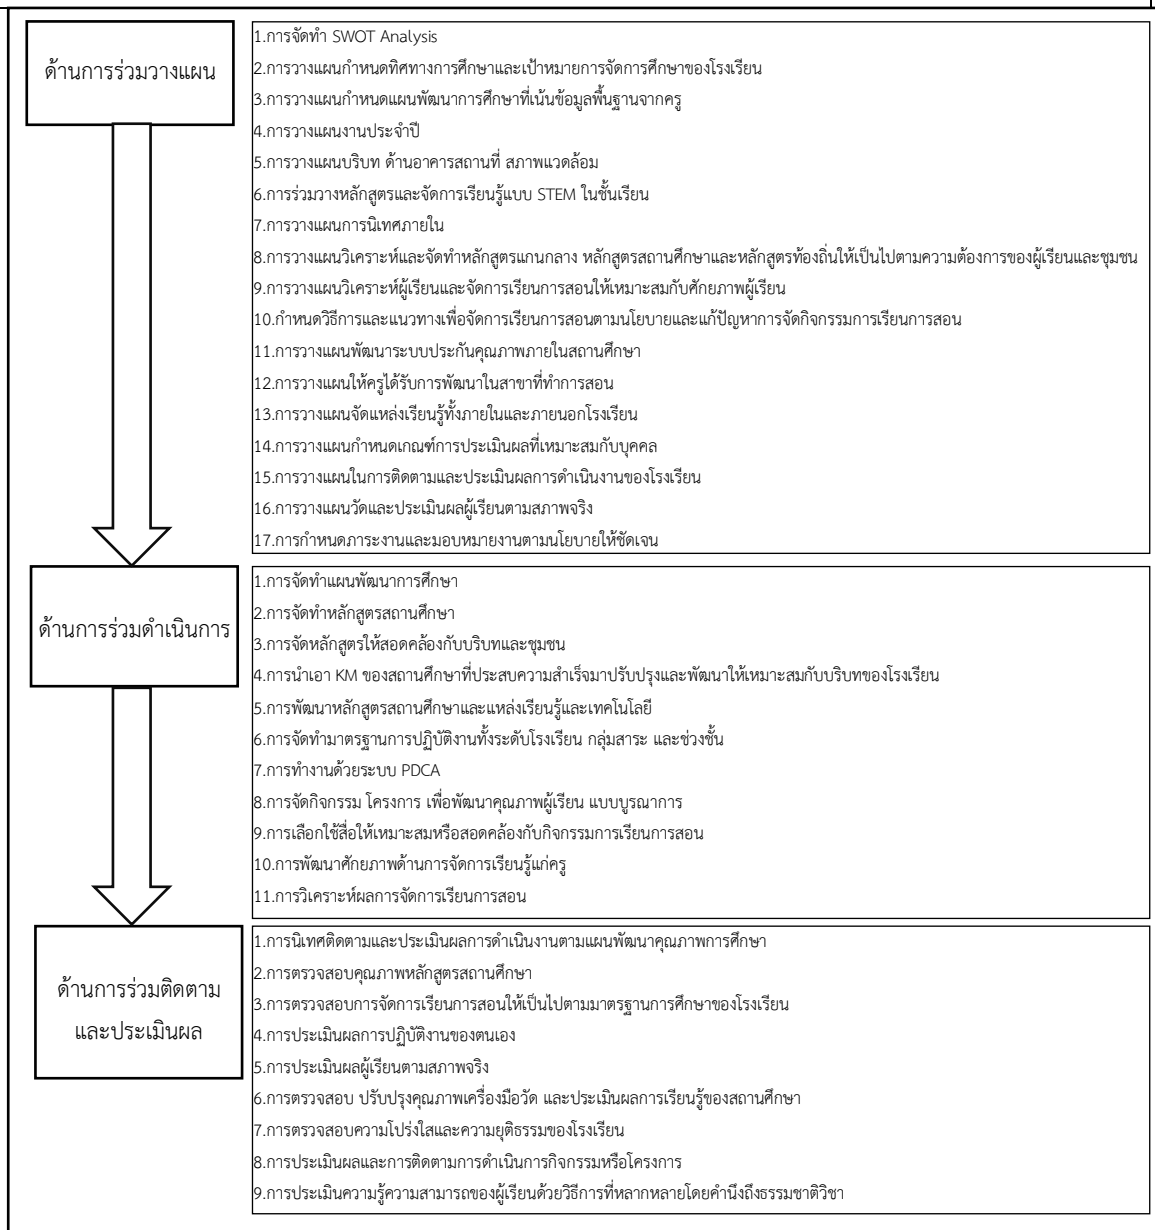 ด้านการร่วมวางแผน
1.การจัดทำ SWOT Analysis
2.การวางแผนกำหนดทิศทางการศึกษาและเป้าหมายการจัดการศึกษาของโรงเรียน
3.การวางแผนกำหนดแผนพัฒนาการศึกษาที่เน้นข้อมูลพื้นฐานจากครู
4.การวางแผนงานประจำปี
5.การวางแผนบริบท ด้านอาคารสถานที่ สภาพแวดล้อม
6.การร่วมวางหลักสูตรและจัดการเรียนรู้แบบ STEM ในชั้นเรียน
7.การวางแผนการนิเทศภายใน
8.การวางแผนวิเคราะห์และจัดทำหลักสูตรแกนกลาง หลักสูตรสถานศึกษาและหลักสูตรท้องถิ่นให้เป็นไปตามความต้องการของผู้เรียนและชุมชน
9.การวางแผนวิเคราะห์ผู้เรียนและจัดการเรียนการสอนให้เหมาะสมกับศักยภาพผู้เรียน
10.กำหนดวิธีการและแนวทางเพื่อจัดการเรียนการสอนตามนโยบายและแก้ปัญหาการจัดกิจกรรมการเรียนการสอน
11.การวางแผนพัฒนาระบบประกันคุณภาพภายในสถานศึกษา
12.การวางแผนให้ครูได้รับการพัฒนาในสาขาที่ทำการสอน
13.การวางแผนจัดแหล่งเรียนรู้ทั้งภายในและภายนอกโรงเรียน
14.การวางแผนกำหนดเกณฑ์การประเมินผลที่เหมาะสมกับบุคคล
15.การวางแผนในการติดตามและประเมินผลการดำเนินงานของโรงเรียน
16.การวางแผนวัดและประเมินผลผู้เรียนตามสภาพจริง
17.การกำหนดภาระงานและมอบหมายงานตามนโยบายให้ชัดเจน
ด้านการร่วมดำเนินการ
1.การจัดทำแผนพัฒนาการศึกษา
2.การจัดทำหลักสูตรสถานศึกษา
3.การจัดหลักสูตรให้สอดคล้องกับบริบทและชุมชน
4.การนำเอา KM ของสถานศึกษาที่ประสบความสำเร็จมาปรับปรุงและพัฒนาให้เหมาะสมกับบริบทของโรงเรียน
5.การพัฒนาหลักสูตรสถานศึกษาและแหล่งเรียนรู้และเทคโนโลยี
6.การจัดทำมาตรฐานการปฏิบัติงานทั้งระดับโรงเรียน กลุ่มสาระ และช่วงชั้น
7.การทำงานด้วยระบบ PDCA
8.การจัดกิจกรรม โครงการ เพื่อพัฒนาคุณภาพผู้เรียน แบบบูรณาการ
9.การเลือกใช้สื่อให้เหมาะสมหรือสอดคล้องกับกิจกรรมการเรียนการสอน
10.การพัฒนาศักยภาพด้านการจัดการเรียนรู้แก่ครู
11.การวิเคราะห์ผลการจัดการเรียนการสอน
ด้านการร่วมติดตาม
และประเมินผล
1.การนิเทศติดตามและประเมินผลการดำเนินงานตามแผนพัฒนาคุณภาพการศึกษา
2.การตรวจสอบคุณภาพหลักสูตรสถานศึกษา
3.การตรวจสอบการจัดการเรียนการสอนให้เป็นไปตามมาตรฐานการศึกษาของโรงเรียน
4.การประเมินผลการปฏิบัติงานของตนเอง
5.การประเมินผลผู้เรียนตามสภาพจริง
6.การตรวจสอบ ปรับปรุงคุณภาพเครื่องมือวัด และประเมินผลการเรียนรู้ของสถานศึกษา
7.การตรวจสอบความโปร่งใสและความยุติธรรมของโรงเรียน
8.การประเมินผลและการติดตามการดำเนินการกิจกรรมหรือโครงการ
9.การประเมินความรู้ความสามารถของผู้เรียนด้วยวิธีการที่หลากหลายโดยคำนึงถึงธรรมชาติวิชา